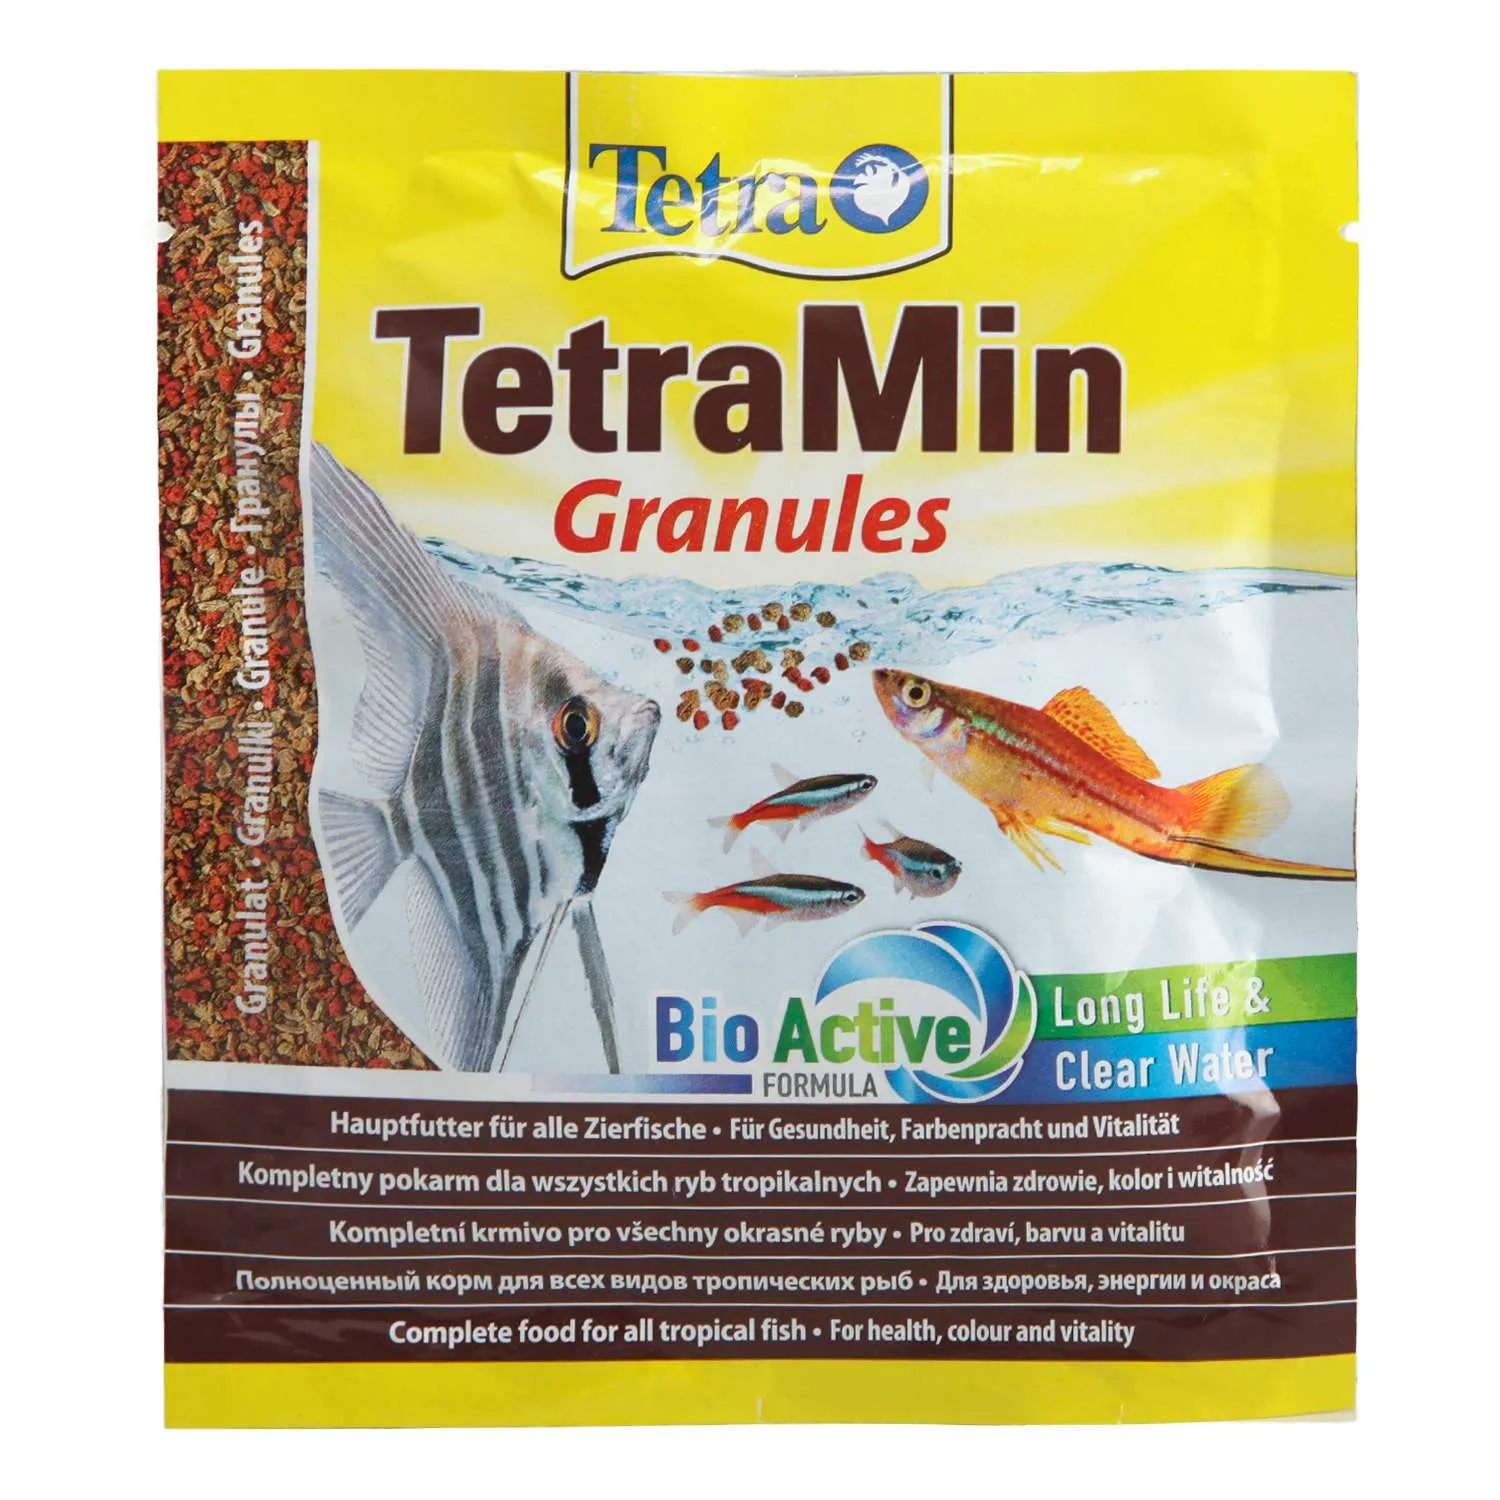 Tetra
TetraMin
Granules
Granulat · Granulki · Granule · Гранулы · Granules
Bio Active
FORMULA
Long Life &
Clear Water
Hauptfutter für alle Zierfische • Für Gesundheit, Farbenpracht und Vitalität
Kompletny pokarm dla wszystkich ryb tropikalnych • Zapewnia zdrowie, kolor i witalność
Kompletní krmivo pro všechny okrasné ryby • Pro zdraví, barvu a vitalitu
Полноценный корм для всех видов тропических рыб • Для здоровья, энергии и окраса
Complete food for all tropical fish • For health, colour and vitality